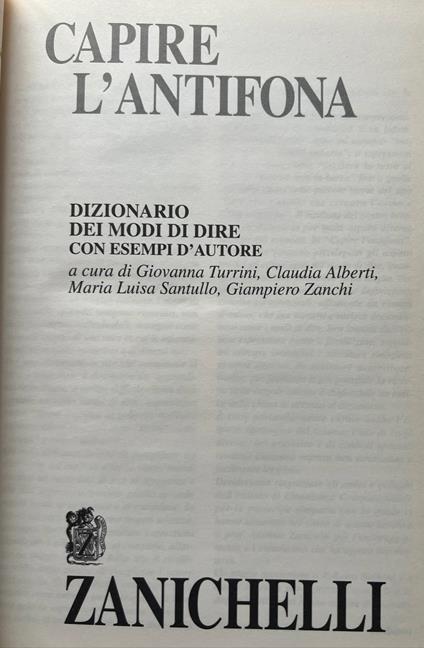 CAPIRE
L'ANTIFONA
DIZIONARIO
DEI MODI DI DIRE
CON ESEMPI D'AUTORE
a cura di Giovanna Turrini, Claudia Alberti,
Maria Luisa Santullo, Giampiero Zanchi
Z
ZANICHELLI